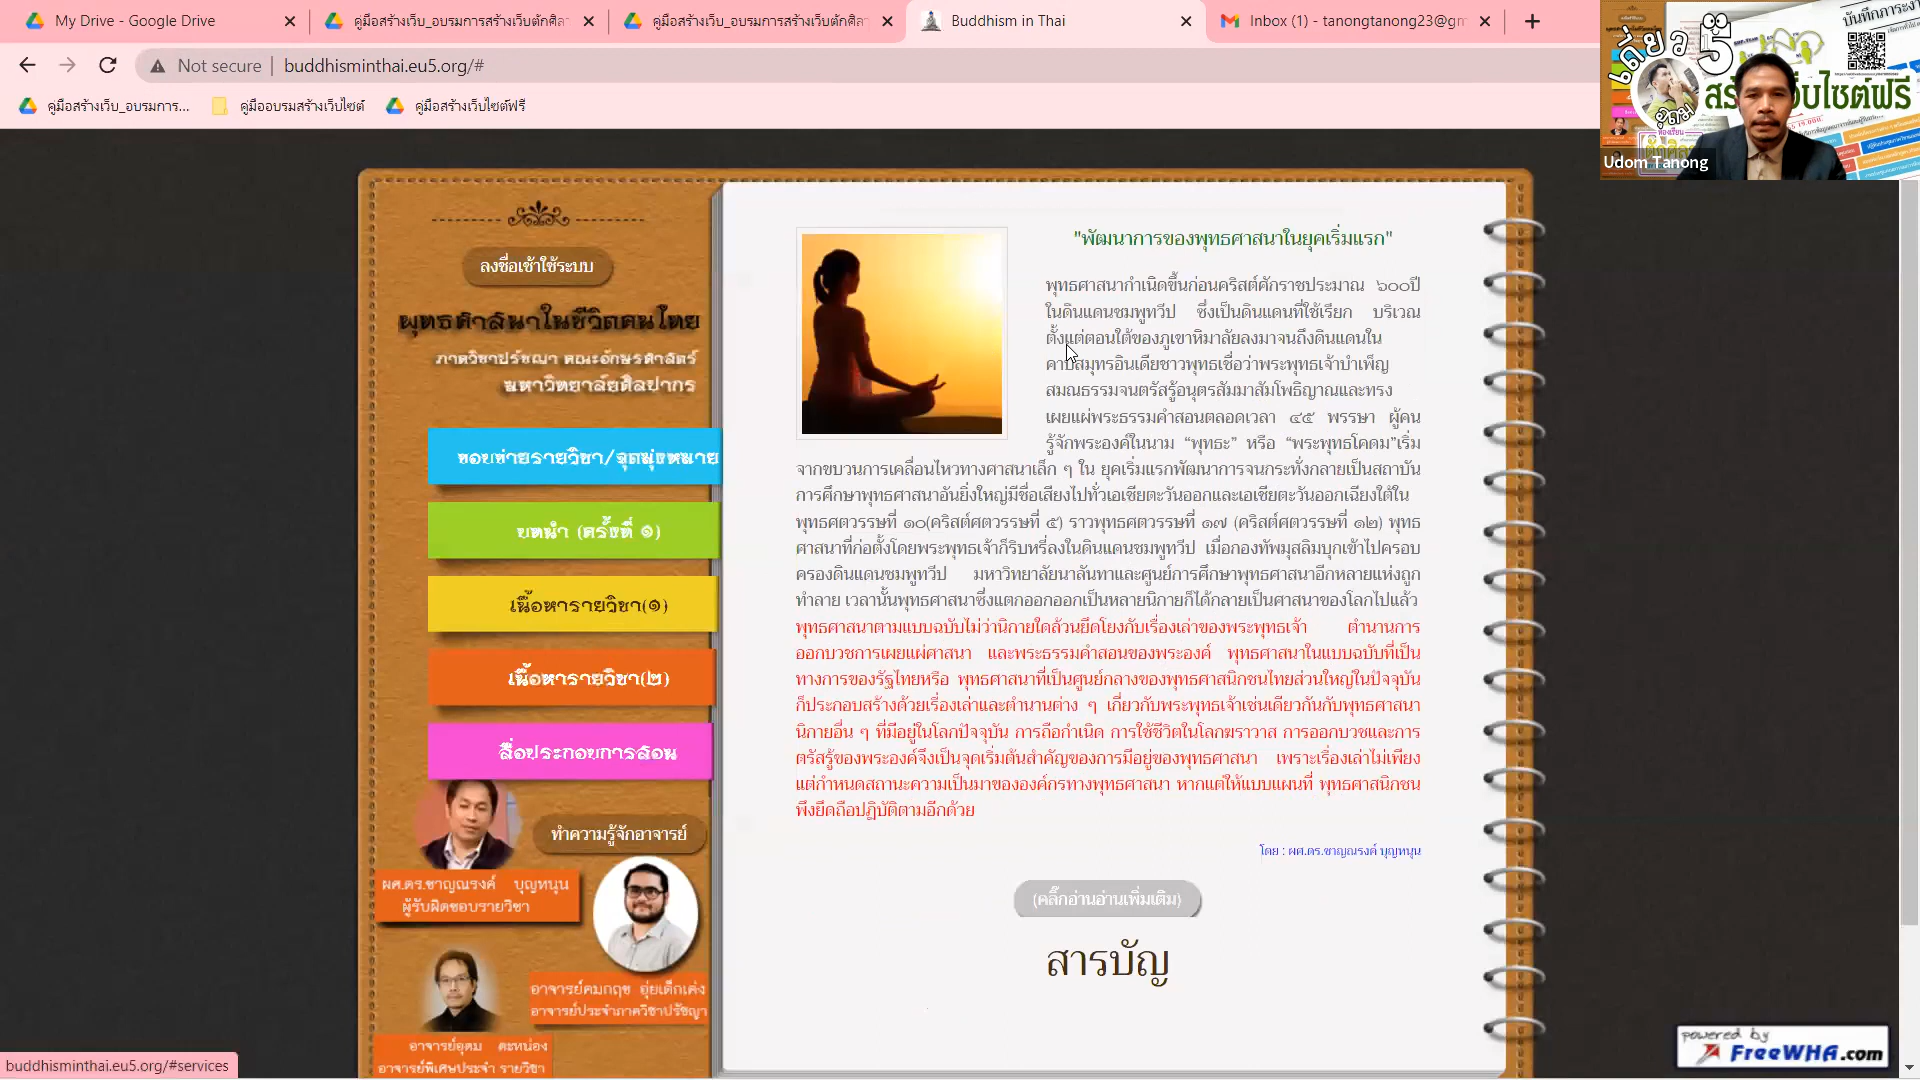 My Drive - Google Drive
คู่มือสร้างเว็บ_อบรมการสร้างเว็บตักศิลา
คู่มือสร้างเว็บ_อบรมการสร้างเว็บตักศิลา
Buddhism in Thai
Inbox (1) - tanongtanong23@gm
Not secure
buddhisminthai.eu5.org/#
คู่มือสร้างเว็บ_อบรมการ...
คู่มืออบรมสร้างเว็บไซต์
คู่มือสร้างเว็บไซต์ฟรี
Udom Tanong
ลงชื่อเข้าใช้ระบบ
พุทธศาสนาในชีวิตคนไทย
ภาควิชาปรัชญา คณะอักษรศาสตร์
มหาวิทยาลัยศิลปากร
ขอบข่ายรายวิชา/จุดมุ่งหมาย
บทนำ (ครั้งที่ ๑)
เนื้อหารายวิชา(๑)
เนื้อหารายวิชา(๒)
สื่อประกอบการสอน
ทำความรู้จักอาจารย์
ผศ.ดร.ชาญณรงค์ บุญหนุน
ผู้รับผิดชอบรายวิชา
อาจารย์คมกฤช อุ่ยเต็กเค่ง
อาจารย์ประจำภาควิชาปรัชญา
อาจารย์อุดม ตะหน่อง
อาจารย์พิเศษประจำ รายวิชา
"พัฒนาการของพุทธศาสนาในยุคเริ่มแรก"
พุทธศาสนากำเนิดขึ้นก่อนคริสต์ศักราชประมาณ ๖๐๐ปี
ในดินแดนชมพูทวีป ซึ่งเป็นดินแดนที่ใช้เรียก บริเวณ
ตั้งแต่ตอนใต้ของภูเขาหิมาลัยลงมาจนถึงดินแดนใน
คาบสมุทรอินเดียชาวพุทธเชื่อว่าพระพุทธเจ้าบำเพ็ญ
สมณธรรมจนตรัสรู้อนุตรสัมมาสัมโพธิญาณและทรง
เผยแผ่พระธรรมคำสอนตลอดเวลา ๔๕ พรรษา ผู้คน
รู้จักพระองค์ในนาม “พุทธะ” หรือ “พระพุทธโคดม”เริ่ม
จากขบวนการเคลื่อนไหวทางศาสนาเล็ก ๆ ใน ยุคเริ่มแรกพัฒนาการจนกระทั่งกลายเป็นสถาบัน
การศึกษาพุทธศาสนาอันยิ่งใหญ่มีชื่อเสียงไปทั่วเอเชียตะวันออกและเอเชียตะวันออกเฉียงใต้ใน
พุทธศตวรรษที่ ๑๐(คริสต์ศตวรรษที่ ๕) ราวพุทธศตวรรษที่ ๑๗ (คริสต์ศตวรรษที่ ๑๒) พุทธ
ศาสนาที่ก่อตั้งโดยพระพุทธเจ้าก็ริบหรี่ลงในดินแดนชมพูทวีป เมื่อกองทัพมุสลิมบุกเข้าไปครอบ
ครองดินแดนชมพูทวีป มหาวิทยาลัยนาลันทาและศูนย์การศึกษาพุทธศาสนาอีกหลายแห่งถูก
ทำลาย เวลานั้นพุทธศาสนาซึ่งแตกออกออกเป็นหลายนิกายก็ได้กลายเป็นศาสนาของโลกไปแล้ว
พุทธศาสนาตามแบบฉบับไม่ว่านิกายใดล้วนยึดโยงกับเรื่องเล่าของพระพุทธเจ้า ตำนานการ
ออกบวชการเผยแผ่ศาสนา และพระธรรมคำสอนของพระองค์ พุทธศาสนาในแบบฉบับที่เป็น
ทางการของรัฐไทยหรือ พุทธศาสนาที่เป็นศูนย์กลางของพุทธศาสนิกชนไทยส่วนใหญ่ในปัจจุบัน
ก็ประกอบสร้างด้วยเรื่องเล่าและตำนานต่าง ๆ เกี่ยวกับพระพุทธเจ้าเช่นเดียวกันกับพุทธศาสนา
นิกายอื่น ๆ ที่มีอยู่ในโลกปัจจุบัน การถือกำเนิด การใช้ชีวิตในโลกฆราวาส การออกบวชและการ
ตรัสรู้ของพระองค์จึงเป็นจุดเริ่มต้นสำคัญของการมีอยู่ของพุทธศาสนา เพราะเรื่องเล่าไม่เพียง
แต่กำหนดสถานะความเป็นมาขององค์กรทางพุทธศาสนา หากแต่ให้แบบแผนที่ พุทธศาสนิกชน
พึงยึดถือปฏิบัติตามอีกด้วย
โดย : ผศ.ดร.ชาญณรงค์ บุญหนุน
(คลิ๊กอ่านอ่านเพิ่มเติม)
สารบัญ
powered by
FreeWHA.com
buddhisminthai.eu5.org/#services